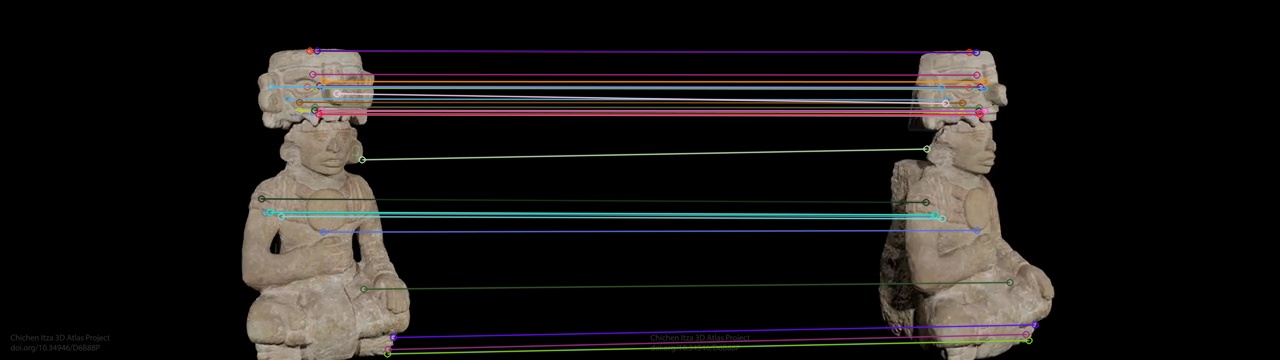 Chichen Itza 3D Atlas Project
doi.org/10.34946/D6888P
Chichen Itza 3D Atlas Project